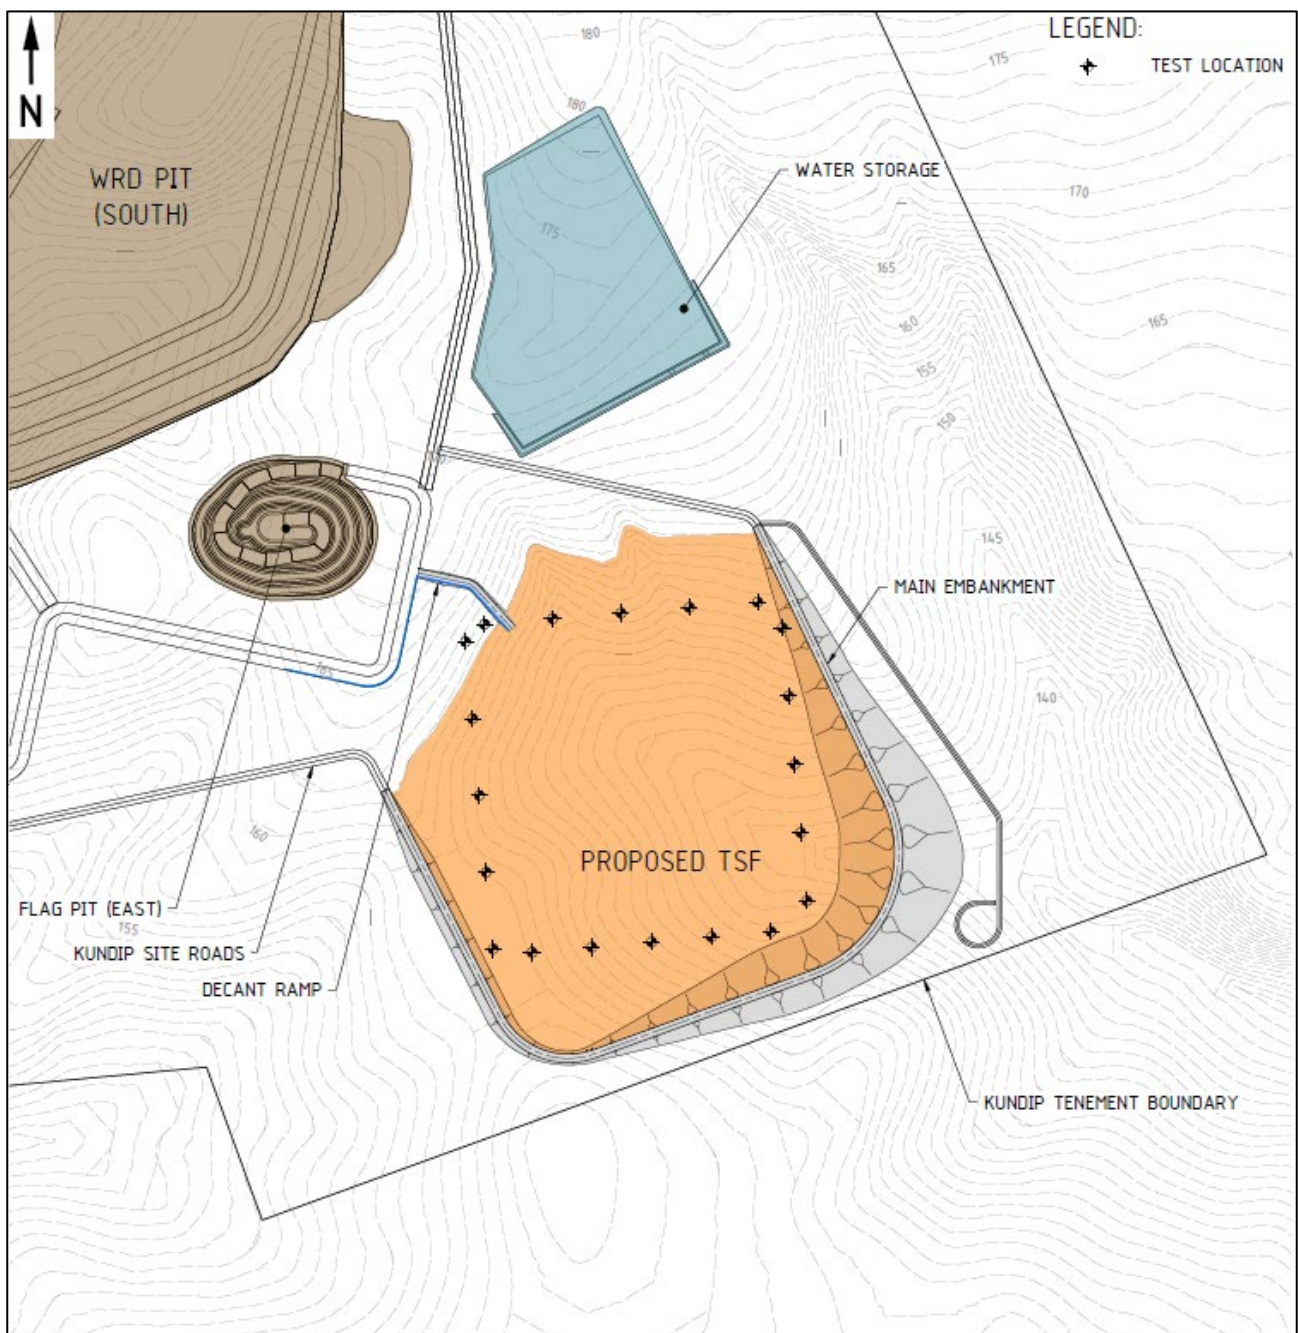 LEGEND:
TEST LOCATION
N
180
175
180
WRD PIT
(SOUTH)
WATER STORAGE
170
175
165
160
165
155
150
145
MAIN EMBANKMENT
165
140
160
PROPOSED TSF
FLAG PIT (EAST)
155
KUNDIP SITE ROADS
DECANT RAMP
KUNDIP TENEMENT BOUNDARY